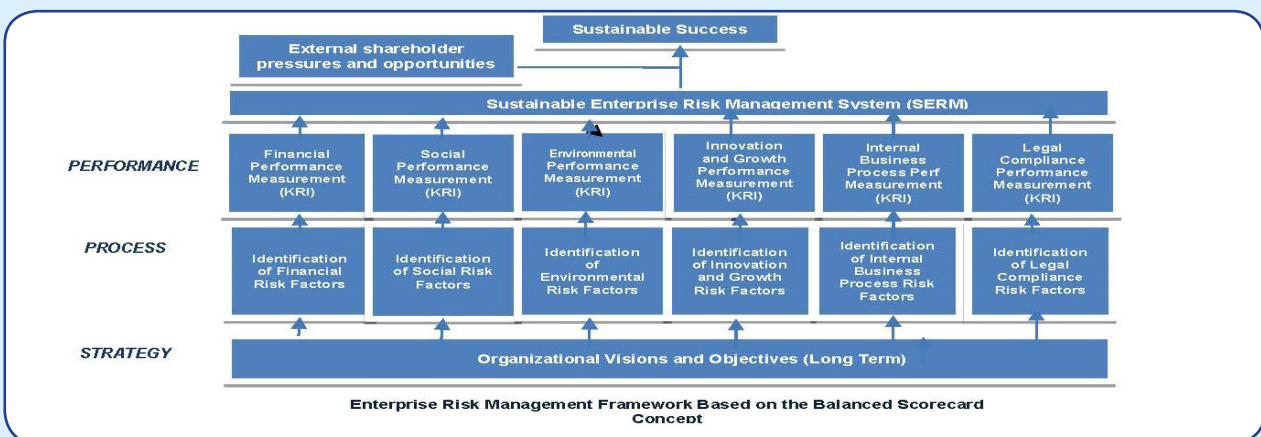 Sustainable Success
External shareholder
pressures and opportunities
Sustainable Enterprise Risk Management System (SERM)
PERFORMANCE
Financial
Performance
Measurement
(KRI)
Social
Performance
Measurement
(KRI)
Environmental
Performance
Measurement (KRI)
Innovation
and Growth
Performance
Measurement
(KRI)
Internal
Business
Process Perf
Measurement
(KRI)
Legal
Compliance
Performance
Measurement
(KRI)
PROCESS
Identification
of Financial
Risk Factors
Identification
of Social Risk
Factors
Identification
of
Environmental
Risk Factors
Identification
of Innovation
and Growth
Risk Factors
Identification
of Internal
Business
Process Risk
Factors
Identification
of Legal
Compliance
Risk Factors
STRATEGY
Organizational Visions and Objectives (Long Term)
Enterprise Risk Management Framework Based on the Balanced Scorecard
Concept